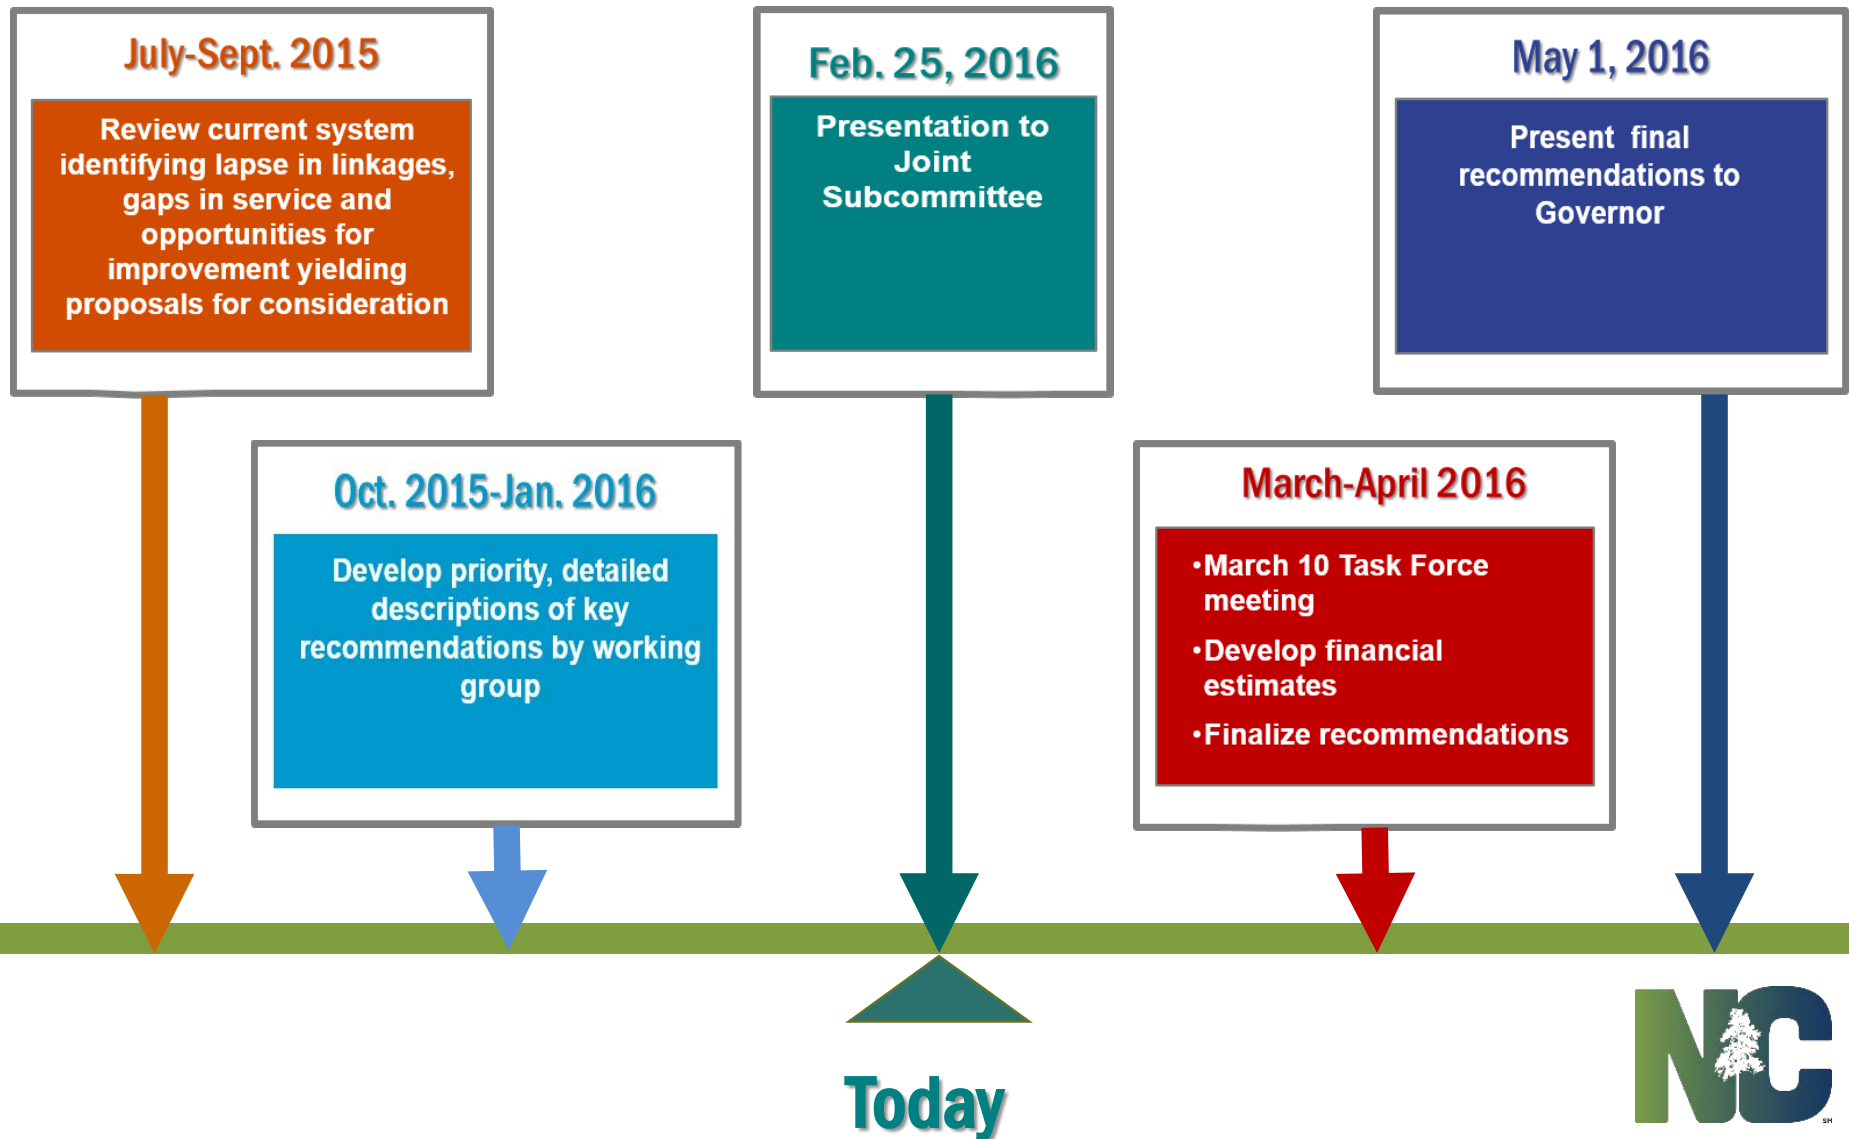 July-Sept. 2015
Review current system
identifying lapse in linkages,
gaps in service and
opportunities for
improvement yielding
proposals for consideration
Oct. 2015-Jan. 2016
Develop priority, detailed
descriptions of key
recommendations by working
group
Feb. 25, 2016
Presentation to
Joint
Subcommittee
March-April 2016
•March 10 Task Force
meeting
•Develop financial
estimates
•Finalize recommendations
May 1, 2016
Present final
recommendations to
Governor
Today
NC
SM